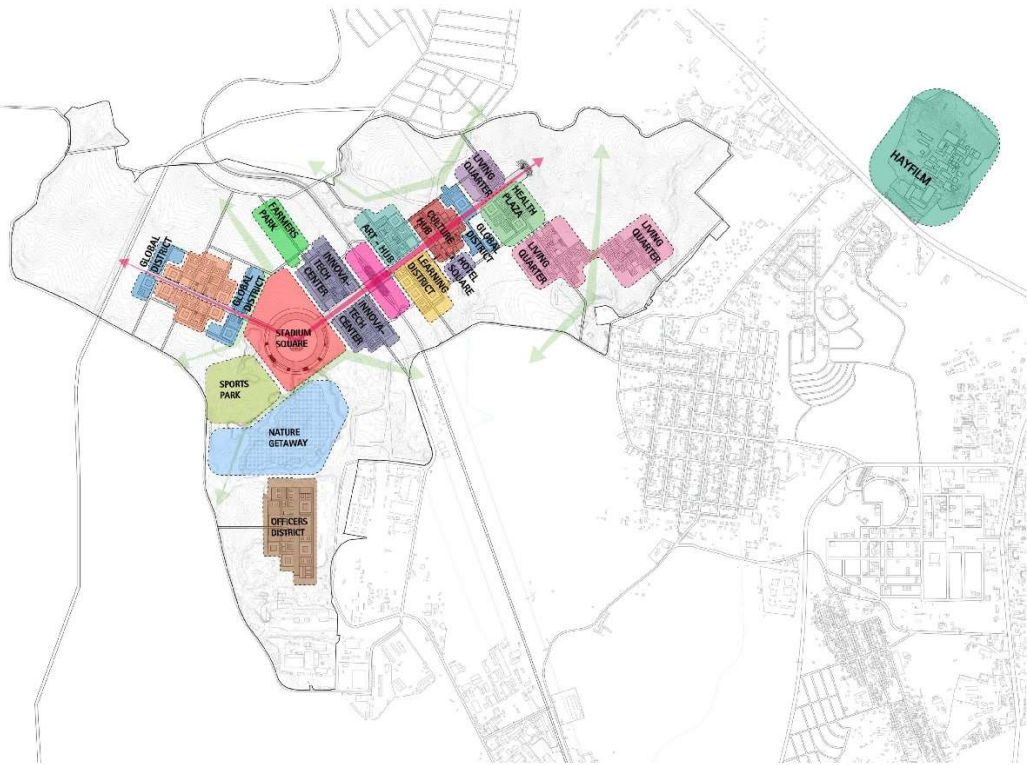 HAYFILM
LIVING
QUARTER
HEALTH
PLAZA
FARMERS
PARK
ART - HUB
CULTURE
HUB
GLOBAL
DISTRICT
LIVING
QUARTER
LIVING
QUARTER
GLOBAL
DISTRICT
GLOBAL
DISTRICT
INNOVA-
TECH
CENTER
LEARNING
DISTRICT
HOTEL
SQUARE
INNOVA-
TECH
CENTER
STADIUM
SQUARE
SPORTS
PARK
NATURE
GETAWAY
OFFICERS
DISTRICT